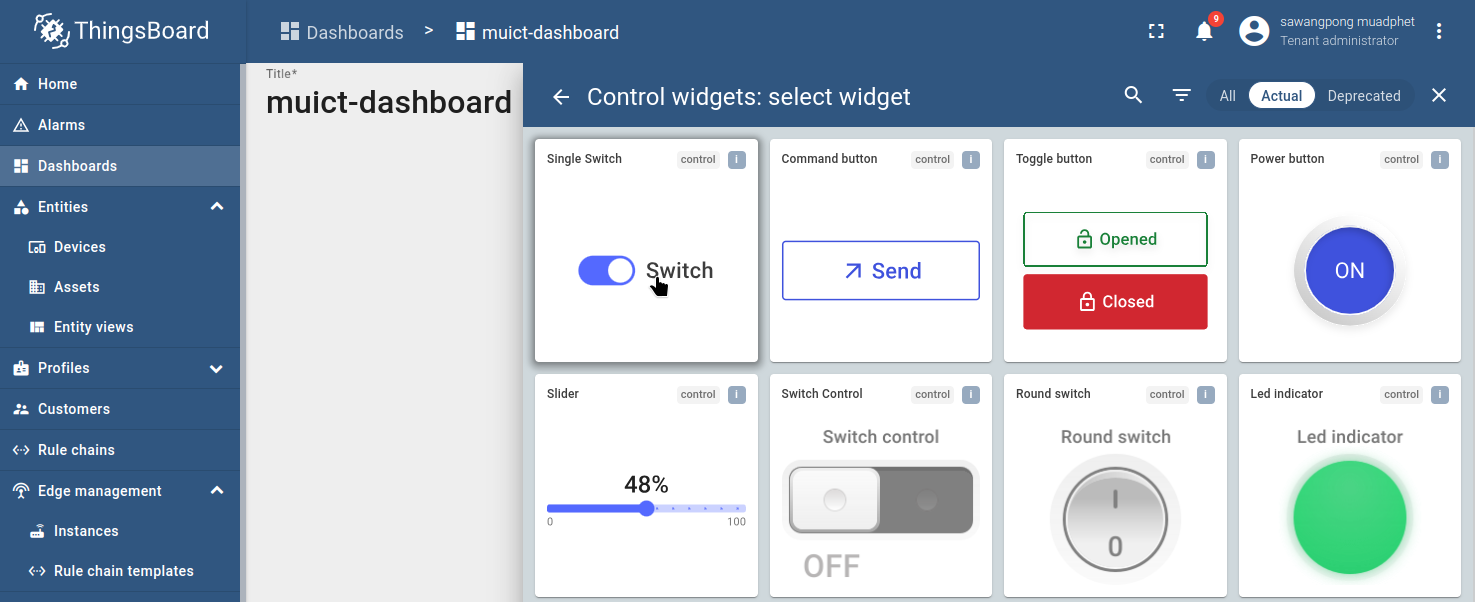 ThingsBoard
Dashboards > muict-dashboard
9
sawangpong muadphet
Tenant administrator
Home
Alarms
Dashboards
Entities
Devices
Assets
Entity views
Profiles
Customers
Rule chains
Edge management
Instances
Rule chain templates
Title*
muict-dashboard
Control widgets: select widget
All Actual Deprecated
Single Switch control i
Switch
Command button control i
Send
Toggle button control i
Opened
Closed
Power button control i
ON
Slider control i
48%
0 100
Switch Control control i
Switch control
OFF
Round switch control i
Round switch
0
Led indicator control i
Led indicator